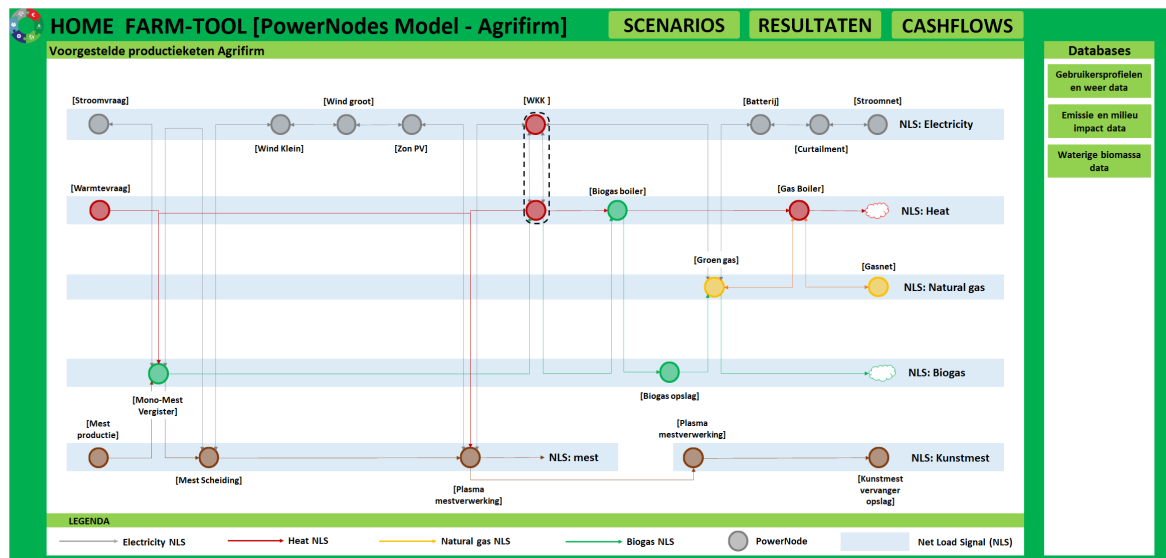 HOME FARM-TOOL [PowerNodes Model - Agrifirm]
SCENARIOS
RESULTATEN
CASHFLOWS
Voorgestelde productieketen Agrifirm
Databases
Gebruikersprofielen
en weer data
Emissie en milieu
impact data
Waterige biomassa
data
[Stroomvraag]
[Wind groot]
[WKK ]
[Batterij]
[Stroomnet]
NLS: Electricity
[Wind Klein]
[Zon PV]
[Curtailment]
[Warmtevraag]
[Biogas boiler]
[Gas Boiler]
NLS: Heat
[Groen gas]
[Gasnet]
NLS: Natural gas
NLS: Biogas
[Mono-Mest
Vergister]
[Biogas opslag]
[Mest
productie]
[Plasma
mestverwerking]
NLS: mest
NLS: Kunstmest
[Mest Scheiding]
[Plasma
mestverwerking]
[Kunstmest
vervanger
opslag]
LEGENDA
Electricity NLS
Heat NLS
Natural gas NLS
Biogas NLS
PowerNode
Net Load Signal (NLS)